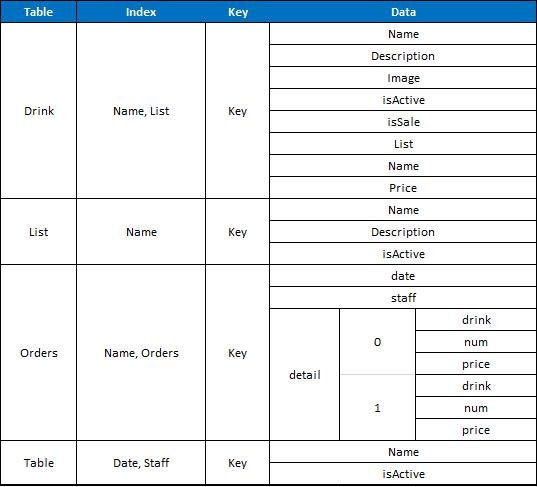 Table Index Key Data
Name
Description
Image
isActive
Drink Name, List Key
isSale
List
Name
Price
Name
List Name Key Description
isActive
date
staff
drink
0 num
price
Orders Name, Orders Key detail
drink
1 num
price
Table Date, Staff Key Name
isActive